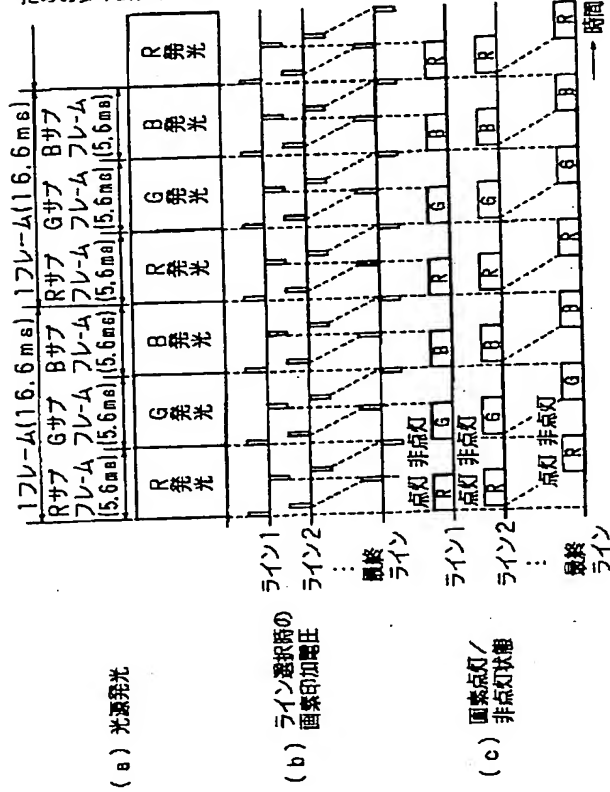 1フレーム(16.6ms) 1フレーム(16.6ms)
Rサブ Gサブ Bサブ Rサブ Gサブ Bサブ
フレーム フレーム フレーム フレーム フレーム フレーム
(5.6ms) (5.6ms) (5.6ms) (5.6ms) (5.6ms) (5.6ms)
(a) 光源発光
R発光 G発光 B発光 R発光 G発光 B発光 R発光
(b) ライン選択時の
画素印加電圧
ライン1
ライン2
⋮
最終
ライン
(c) 画素点灯/
非点灯状態
点灯 非点灯
ライン1 R G B R G B R
点灯 非点灯
ライン2 R G B R G B R
⋮
点灯 非点灯
最終
ライン R G B R G B R
時間